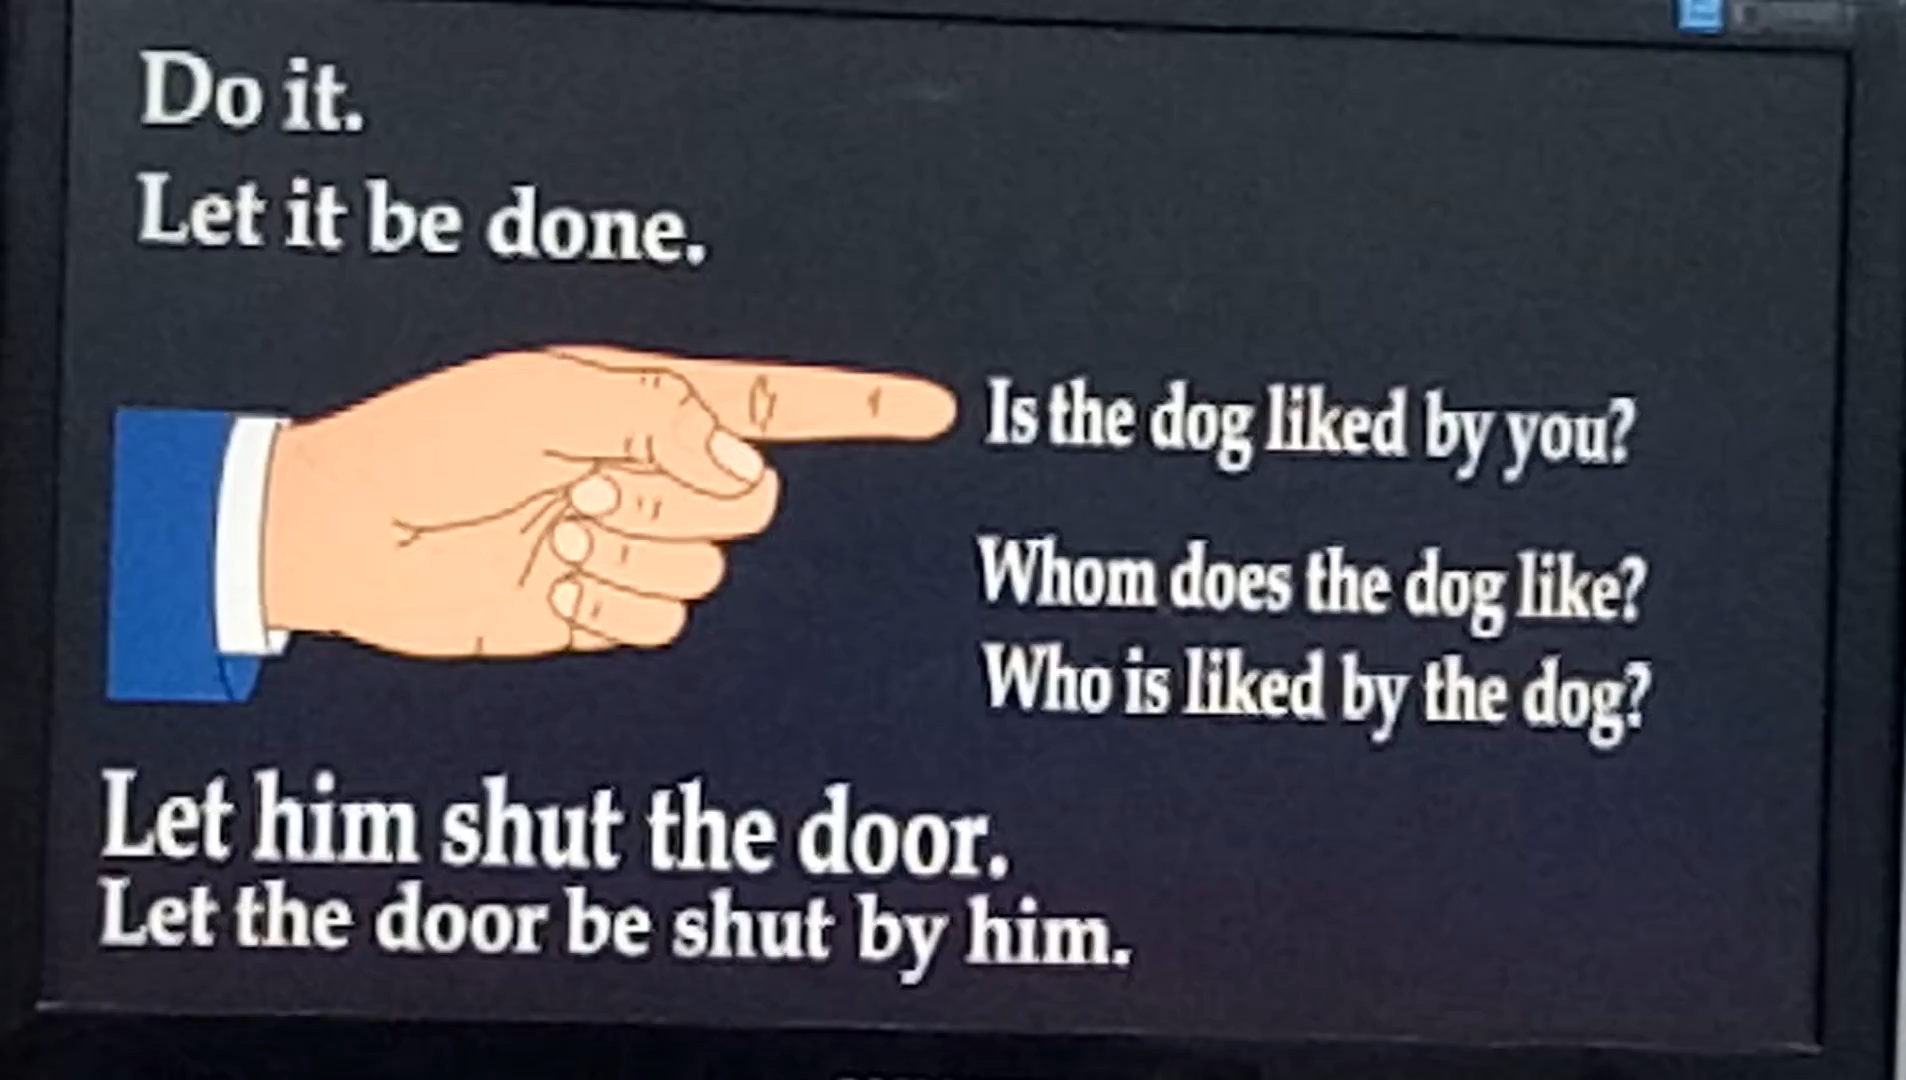 Do it.
Let it be done.
Is the dog liked by you?
Whom does the dog like?
Who is liked by the dog?
Let him shut the door.
Let the door be shut by him.